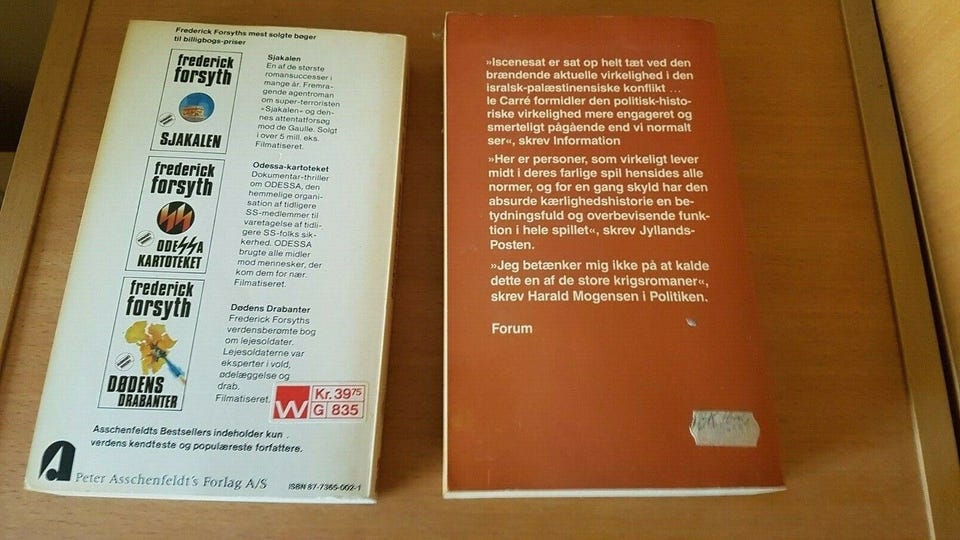 Frederick Forsyths mest solgte bøger
til billigbogs-priser
frederick
forsyth
SJAKALEN
Sjakalen
En af de største
romansuccesser i
mange år. Fremra-
gende agentroman
om super-terroristen
»Sjakalen« og den-
nes attentatforsøg
mod de Gaulle. Solgt
i over 5 mill. eks.
Filmatiseret.
frederick
forsyth
ODESSA
KARTOTEKET
Odessa-kartoteket
Dokumentar-thriller
om ODESSA, den
hemmelige organi-
sation af tidligere
SS-medlemmer til
varetagelse af tidli-
gere SS-folks sik-
kerhed. ODESSA
brugte alle midler
mod mennesker, der
kom dem for nær.
Filmatiseret.
frederick
forsyth
DØDENS
DRABANTER
Dødens Drabanter
Frederick Forsyths
verdensberømte bog
om lejesoldater.
Lejesoldaterne var
eksperter i vold,
ødelæggelse og
drab.
Filmatiseret.
W
Kr. 39 75
G 835
Asschenfeldts Bestsellers indeholder kun
verdens kendteste og populæreste forfattere.
Peter Asschenfeldt's Forlag A/S
ISBN 87-7365-002-1
»Iscenesat er sat op helt tæt ved den
brændende aktuelle virkelighed i den
israelsk-palæstinensiske konflikt ...
le Carré formidler den politisk-histo-
riske virkelighed mere engageret og
smerteligt pågående end vi normalt
ser«, skrev Information
»Her er personer, som virkeligt lever
midt i deres farlige spil hensides alle
normer, og for en gang skyld har den
absurde kærlighedshistorie en be-
tydningsfuld og overbevisende funk-
tion i hele spillet«, skrev Jyllands-
Posten.
»Jeg betænker mig ikke på at kalde
dette en af de store krigsromaner«,
skrev Harald Mogensen i Politiken.
Forum